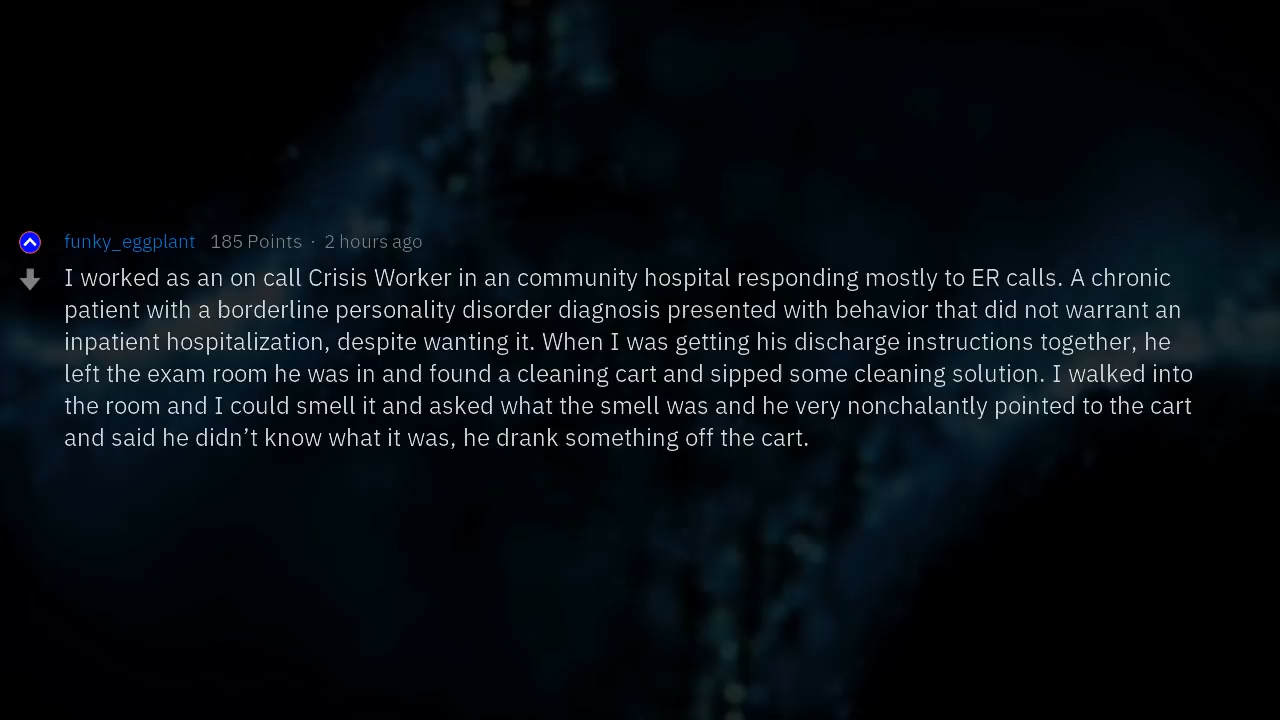 funky_eggplant 185 Points · 2 hours ago
I worked as an on call Crisis Worker in an community hospital responding mostly to ER calls. A chronic
patient with a borderline personality disorder diagnosis presented with behavior that did not warrant an
inpatient hospitalization, despite wanting it. When I was getting his discharge instructions together, he
left the exam room he was in and found a cleaning cart and sipped some cleaning solution. I walked into
the room and I could smell it and asked what the smell was and he very nonchalantly pointed to the cart
and said he didn’t know what it was, he drank something off the cart.